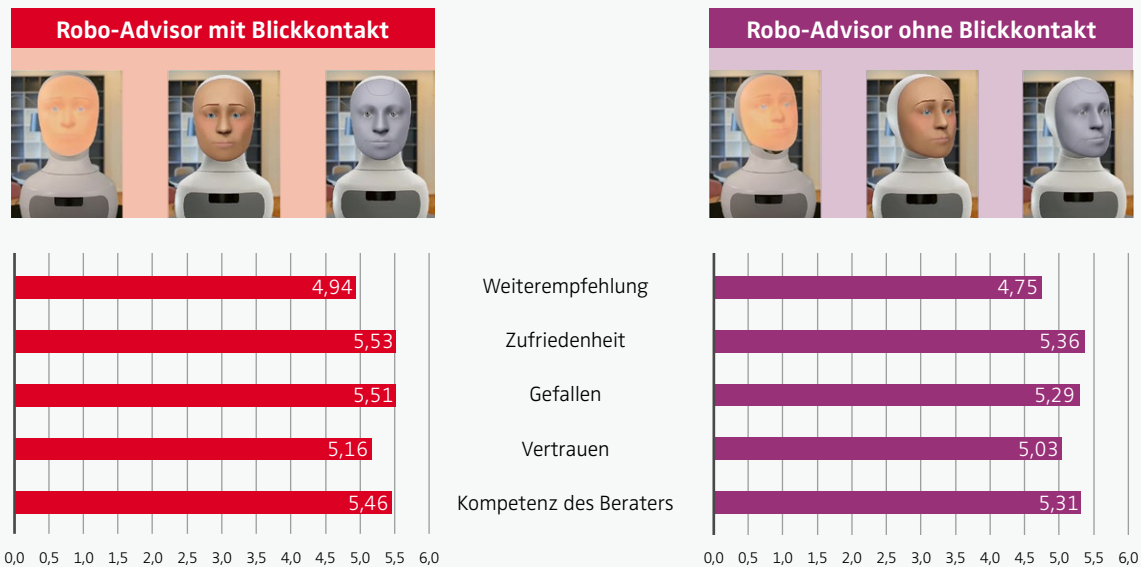 Robo-Advisor mit Blickkontakt
Robo-Advisor ohne Blickkontakt
4,94 Weiterempfehlung 4,75
5,53 Zufriedenheit 5,36
5,51 Gefallen 5,29
5,16 Vertrauen 5,03
5,46 Kompetenz des Beraters 5,31
0,0 0,5 1,0 1,5 2,0 2,5 3,0 3,5 4,0 4,5 5,0 5,5 6,0
0,0 0,5 1,0 1,5 2,0 2,5 3,0 3,5 4,0 4,5 5,0 5,5 6,0